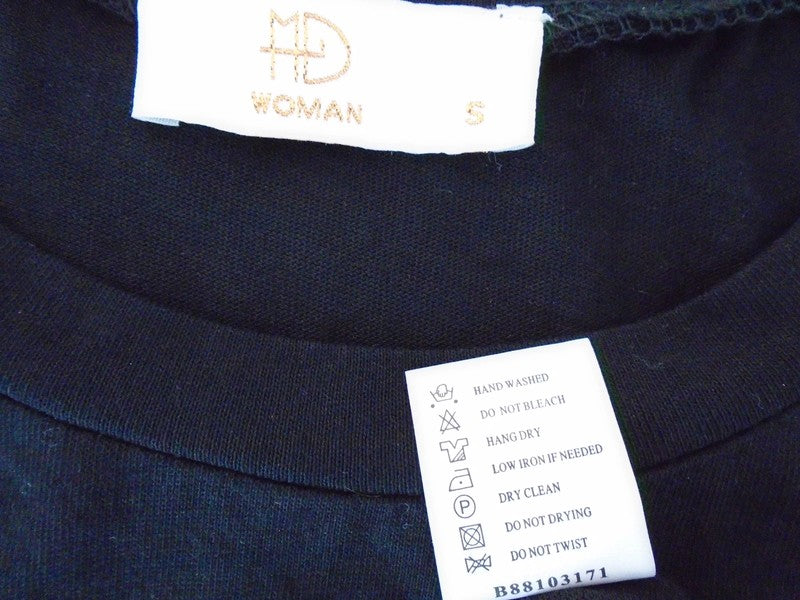 MHD
WOMAN
S
HAND WASHED
DO NOT BLEACH
HANG DRY
LOW IRON IF NEEDED
P
DRY CLEAN
DO NOT DRYING
DO NOT TWIST
B88103171